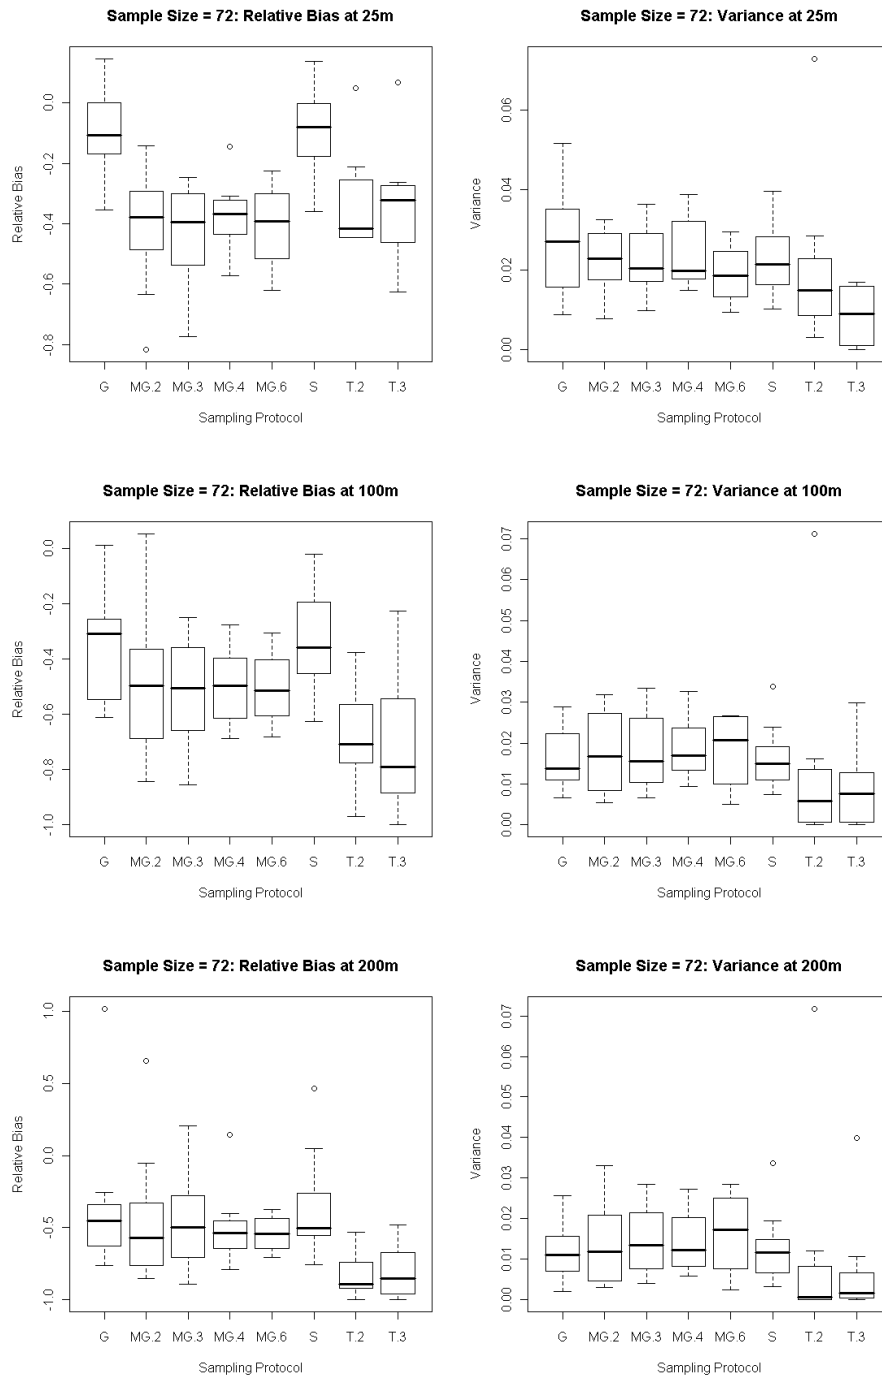 Sample Size = 72: Relative Bias at 25m
Relative Bias
0.0
-0.2
-0.4
-0.6
-0.8
G MG.2 MG.3 MG.4 MG.6 S T.2 T.3
Sampling Protocol
Sample Size = 72: Variance at 25m
Variance
0.06
0.04
0.02
0.00
G MG.2 MG.3 MG.4 MG.6 S T.2 T.3
Sampling Protocol
Sample Size = 72: Relative Bias at 100m
Relative Bias
0.0
-0.2
-0.4
-0.6
-0.8
-1.0
G MG.2 MG.3 MG.4 MG.6 S T.2 T.3
Sampling Protocol
Sample Size = 72: Variance at 100m
Variance
0.07
0.06
0.05
0.04
0.03
0.02
0.01
0.00
G MG.2 MG.3 MG.4 MG.6 S T.2 T.3
Sampling Protocol
Sample Size = 72: Relative Bias at 200m
Relative Bias
1.0
0.5
0.0
-0.5
-1.0
G MG.2 MG.3 MG.4 MG.6 S T.2 T.3
Sampling Protocol
Sample Size = 72: Variance at 200m
Variance
0.07
0.06
0.05
0.04
0.03
0.02
0.01
0.00
G MG.2 MG.3 MG.4 MG.6 S T.2 T.3
Sampling Protocol